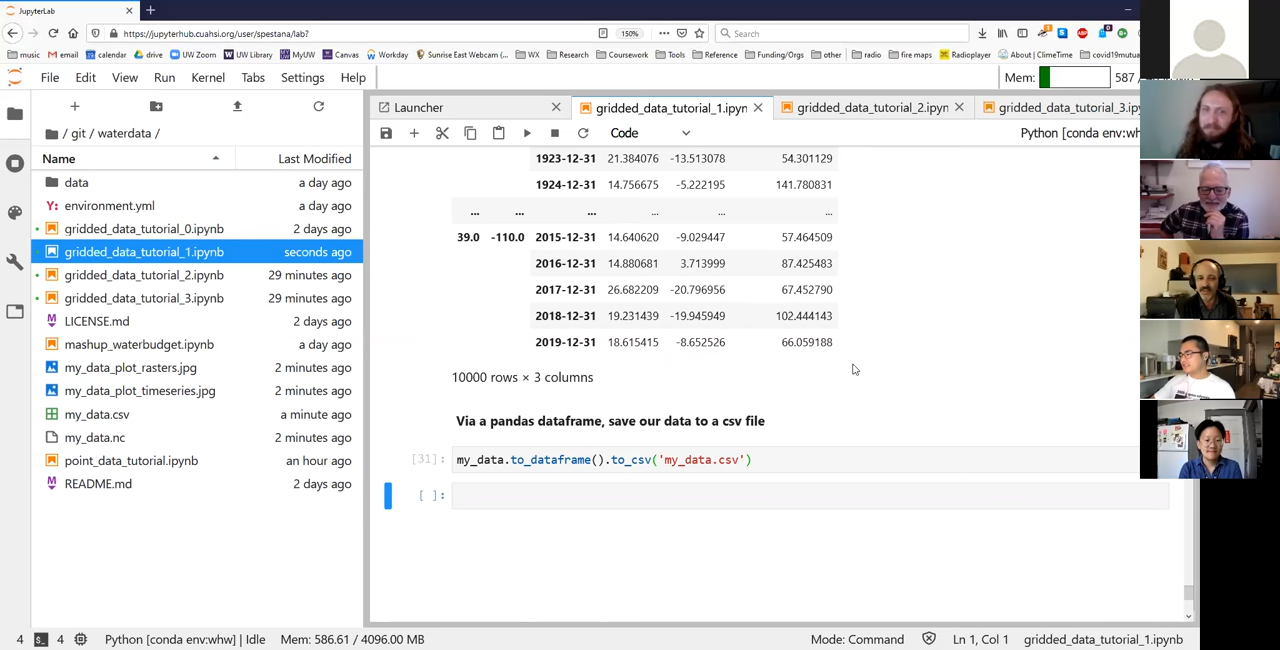 JupyterLab
https://jupyterhub.cuahsi.org/user/spestana/lab?
150%
Search
music
email
calendar
drive
UW Zoom
UW Library
MyUW
Canvas
Workday
Sunrise East Webcam (...
WX
Research
Coursework
Tools
Reference
Funding/Orgs
other
radio
fire maps
Radioplayer
About | ClimeTime
covid19mutua
File Edit View Run Kernel Tabs Settings Help
Mem: 587
Launcher
gridded_data_tutorial_1.ipyn
gridded_data_tutorial_2.ipyn
gridded_data_tutorial_3.ipy
Code
Python [conda env:wh
/ git / waterdata /
Name Last Modified
data a day ago
Y: environment.yml a day ago
gridded_data_tutorial_0.ipynb 2 days ago
gridded_data_tutorial_1.ipynb seconds ago
gridded_data_tutorial_2.ipynb 29 minutes ago
gridded_data_tutorial_3.ipynb 29 minutes ago
LICENSE.md 2 days ago
mashup_waterbudget.ipynb a day ago
my_data_plot_rasters.jpg 2 minutes ago
my_data_plot_timeseries.jpg 2 minutes ago
my_data.csv a minute ago
my_data.nc a minute ago
point_data_tutorial.ipynb an hour ago
README.md 2 days ago
1923-12-31 21.384076 -13.513078 54.301129
1924-12-31 14.756675 -5.222195 141.780831
... ... ... ... ... ...
39.0 -110.0 2015-12-31 14.640620 -9.029447 57.464509
2016-12-31 14.880681 3.713999 87.425483
2017-12-31 26.682209 -20.796956 67.452790
2018-12-31 19.231439 -19.945949 102.444143
2019-12-31 18.615415 -8.652526 66.059188
10000 rows × 3 columns
Via a pandas dataframe, save our data to a csv file
[31]: my_data.to_dataframe().to_csv('my_data.csv')
[ ]:
4 4 Python [conda env:whw] | Idle Mem: 586.61 / 4096.00 MB
Mode: Command Ln 1, Col 1 gridded_data_tutorial_1.ipynb